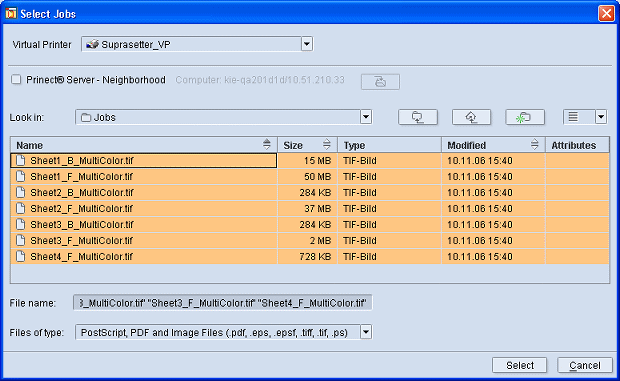 Select Jobs
Virtual Printer Suprasetter_VP
Prinect® Server - Neighborhood Computer: kie-qa201d1d/10.51.210.33
Look in: Jobs
Name Size Type Modified Attributes
Sheet1_B_MultiColor.tif 15 MB TIF-Bild 10.11.06 15:40
Sheet1_F_MultiColor.tif 50 MB TIF-Bild 10.11.06 15:40
Sheet2_B_MultiColor.tif 284 KB TIF-Bild 10.11.06 15:40
Sheet2_F_MultiColor.tif 37 MB TIF-Bild 10.11.06 15:40
Sheet3_B_MultiColor.tif 284 KB TIF-Bild 10.11.06 15:40
Sheet3_F_MultiColor.tif 2 MB TIF-Bild 10.11.06 15:40
Sheet4_F_MultiColor.tif 728 KB TIF-Bild 10.11.06 15:40
File name: B_MultiColor.tif" "Sheet3_F_MultiColor.tif" "Sheet4_F_MultiColor.tif"
Files of type: PostScript, PDF and Image Files (.pdf, .eps, .epsf, .tiff, .tif, .ps)
Select Cancel